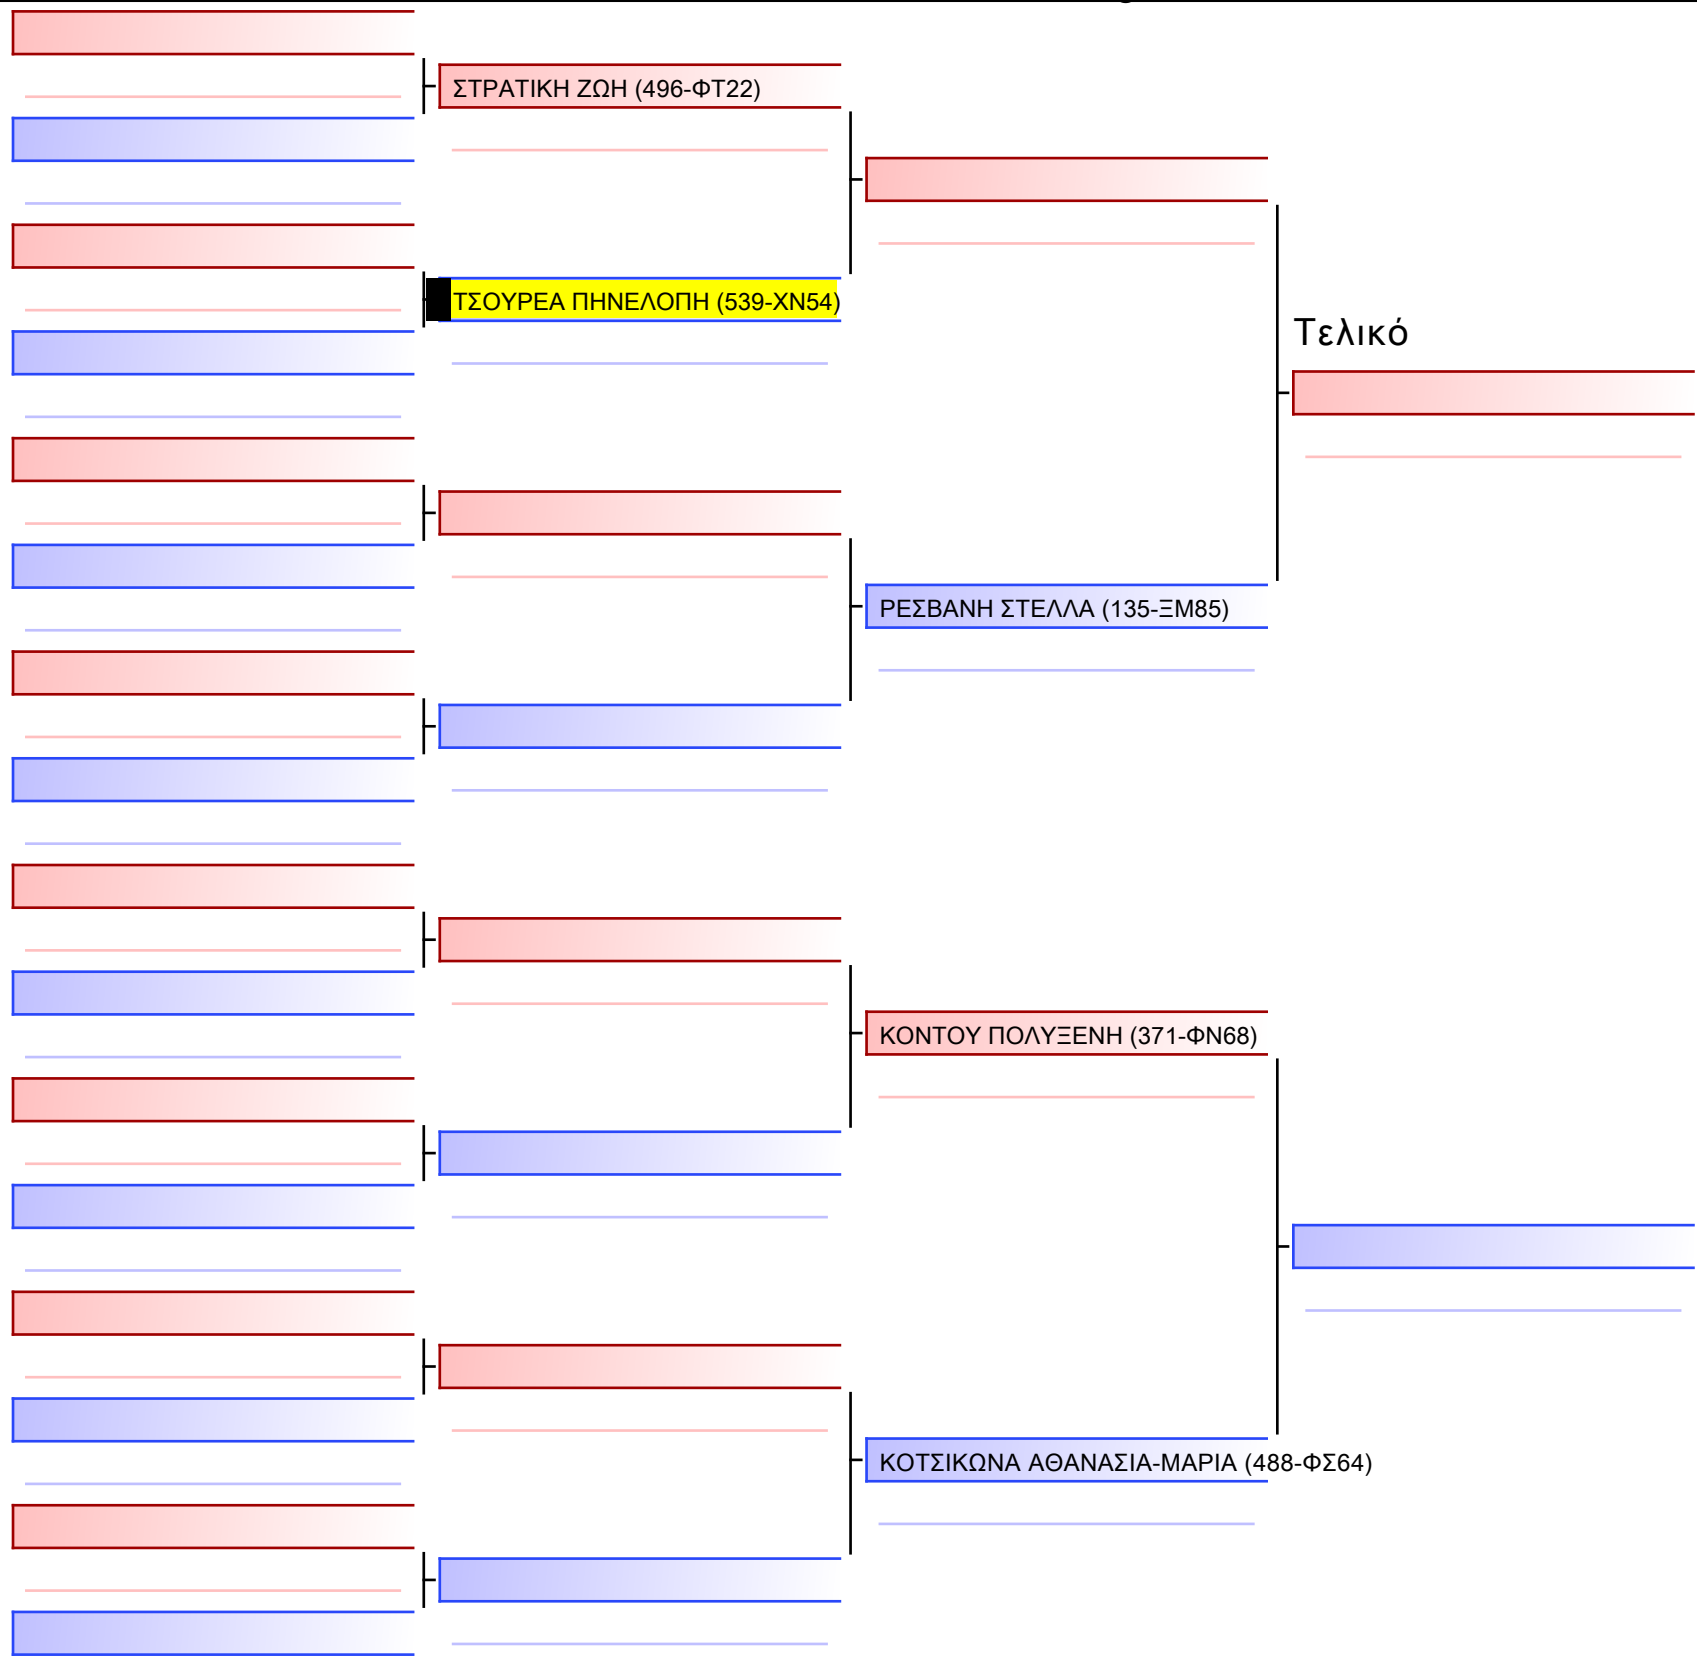 ΣΤΡΑΤΙΚΗ ΖΩΗ (496-ΦΤ22)
ΤΣΟΥΡΕΑ ΠΗΝΕΛΟΠΗ (539-ΧΝ54)
Τελικό
ΡΕΣΒΑΝΗ ΣΤΕΛΛΑ (135-ΞΜ85)
ΚΟΝΤΟΥ ΠΟΛΥΞΕΝΗ (371-ΦΝ68)
ΚΟΤΣΙΚΩΝΑ ΑΘΑΝΑΣΙΑ-ΜΑΡΙΑ (488-ΦΣ64)